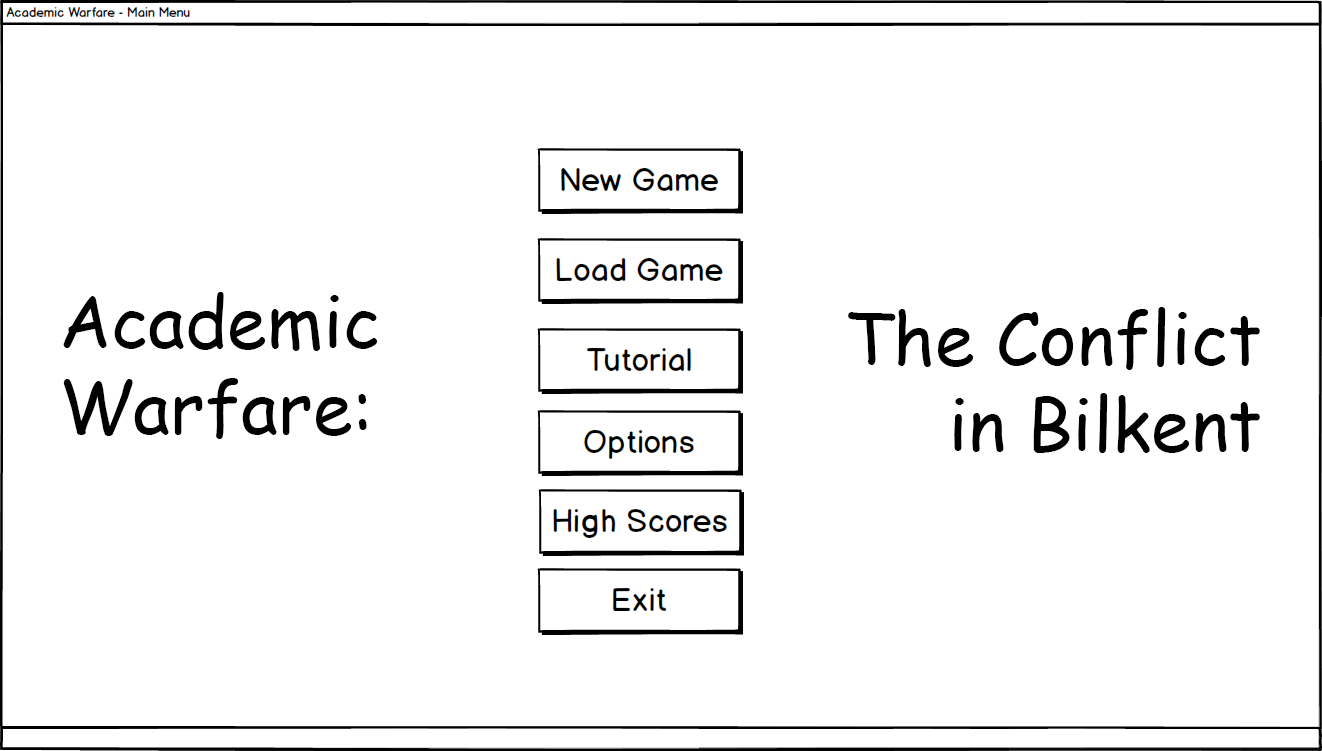 Academic Warfare - Main Menu
Academic
Warfare:
New Game
Load Game
Tutorial
Options
High Scores
Exit
The Conflict
in Bilkent